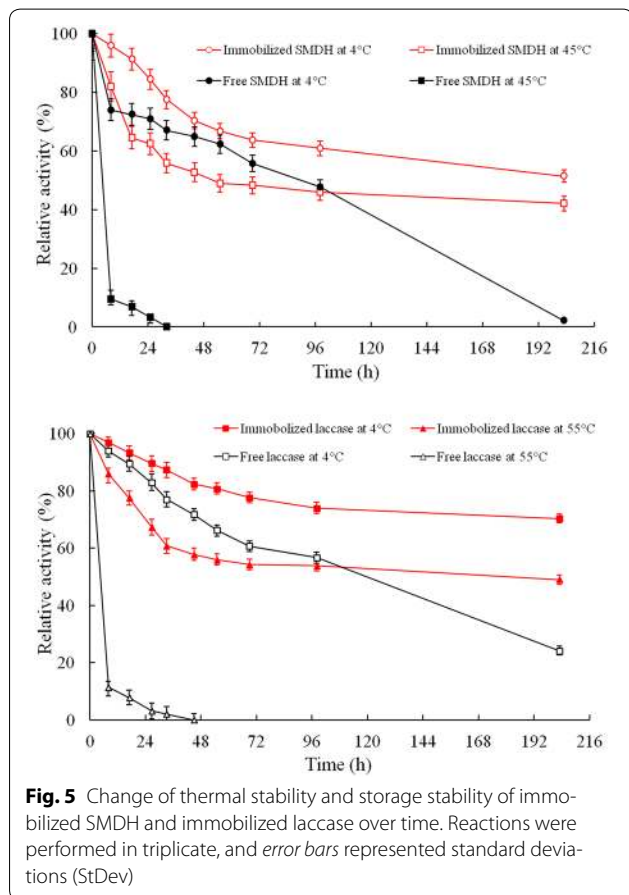 Immobilized SMDH at 4°C
Immobilized SMDH at 45°C
Free SMDH at 4°C
Free SMDH at 45°C
Relative activity (%)
100
80
60
40
20
0
0 24 48 72 96 120 144 168 192 216
Time (h)
Immobolized laccase at 4°C
Immobilized laccase at 55°C
Free laccase at 4°C
Free laccase at 55°C
Relative activity (%)
100
80
60
40
20
0
0 24 48 72 96 120 144 168 192 216
Time (h)
Fig. 5 Change of thermal stability and storage stability of immo-
bilized SMDH and immobilized laccase over time. Reactions were
performed in triplicate, and error bars represented standard devia-
tions (StDev)